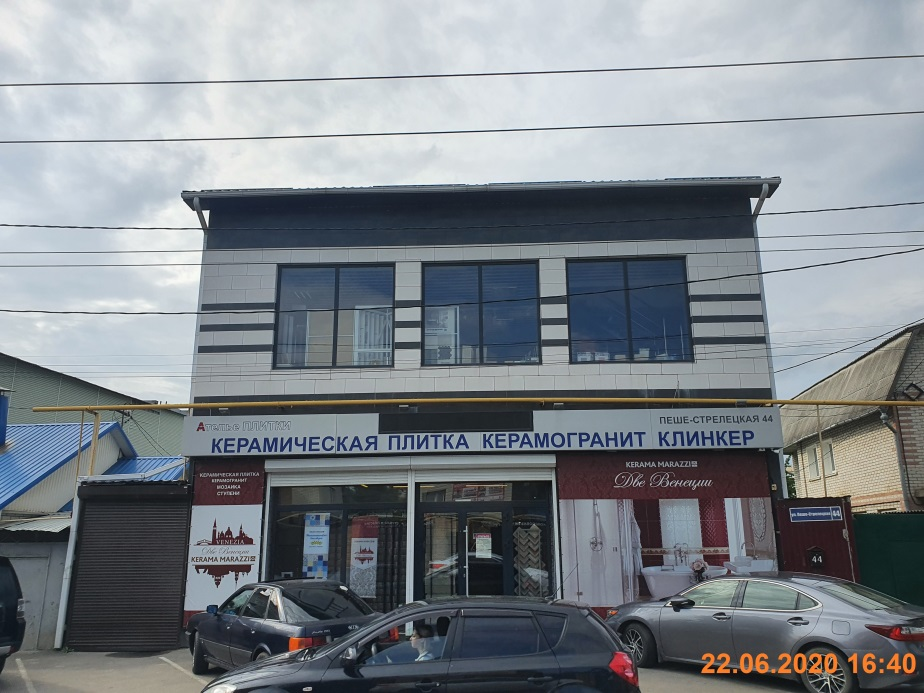 Ателье ПЛИТКИ
ПЕШЕ-СТРЕЛЕЦКАЯ 44
КЕРАМИЧЕСКАЯ ПЛИТКА КЕРАМОГРАНИТ КЛИНКЕР
КЕРАМИЧЕСКАЯ ПЛИТКА
КЕРАМОГРАНИТ
МОЗАИКА
СТУПЕНИ
VENEZIA
Две Венеции
KERAMA MARAZZI
KERAMA MARAZZI
Две Венеции
ул. Пеше-Стрелецкая 44
44
22.06.2020 16:40